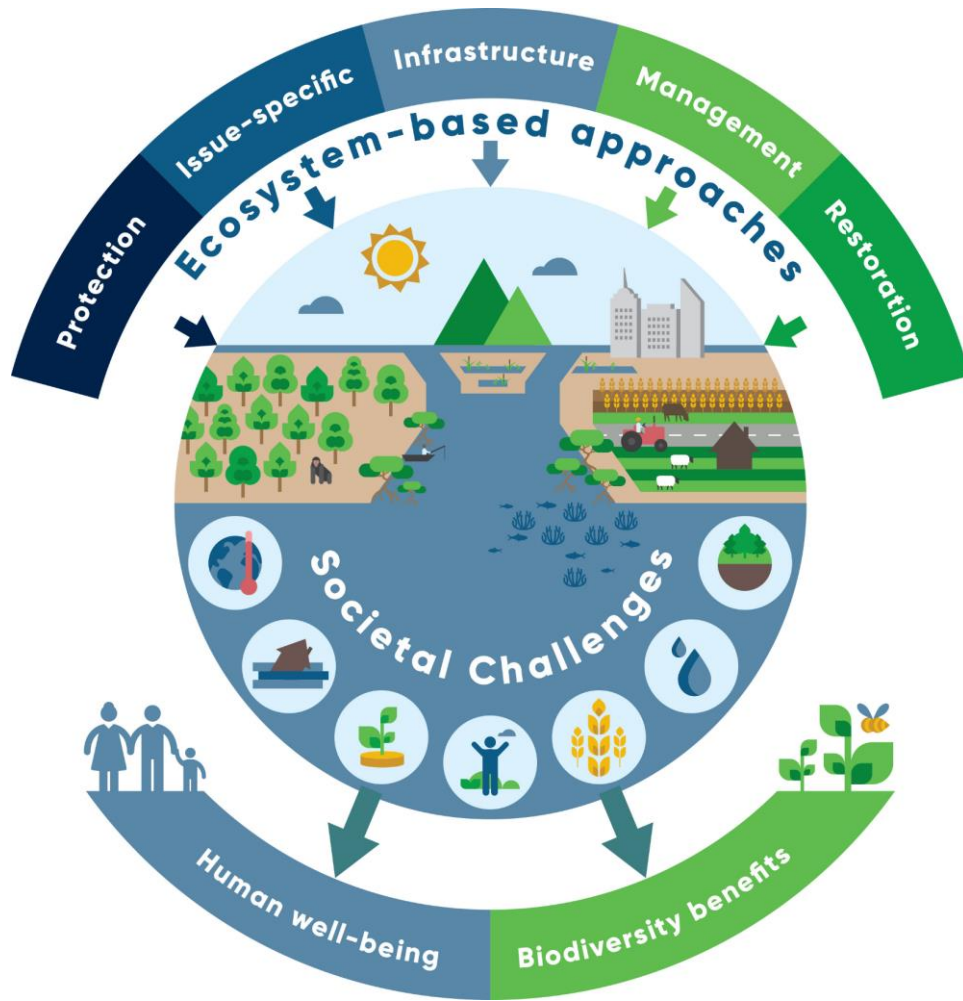 Protection
Issue-specific
Infrastructure
Management
Restoration
Ecosystem-based approaches
Societal Challenges
Human well-being
Biodiversity benefits